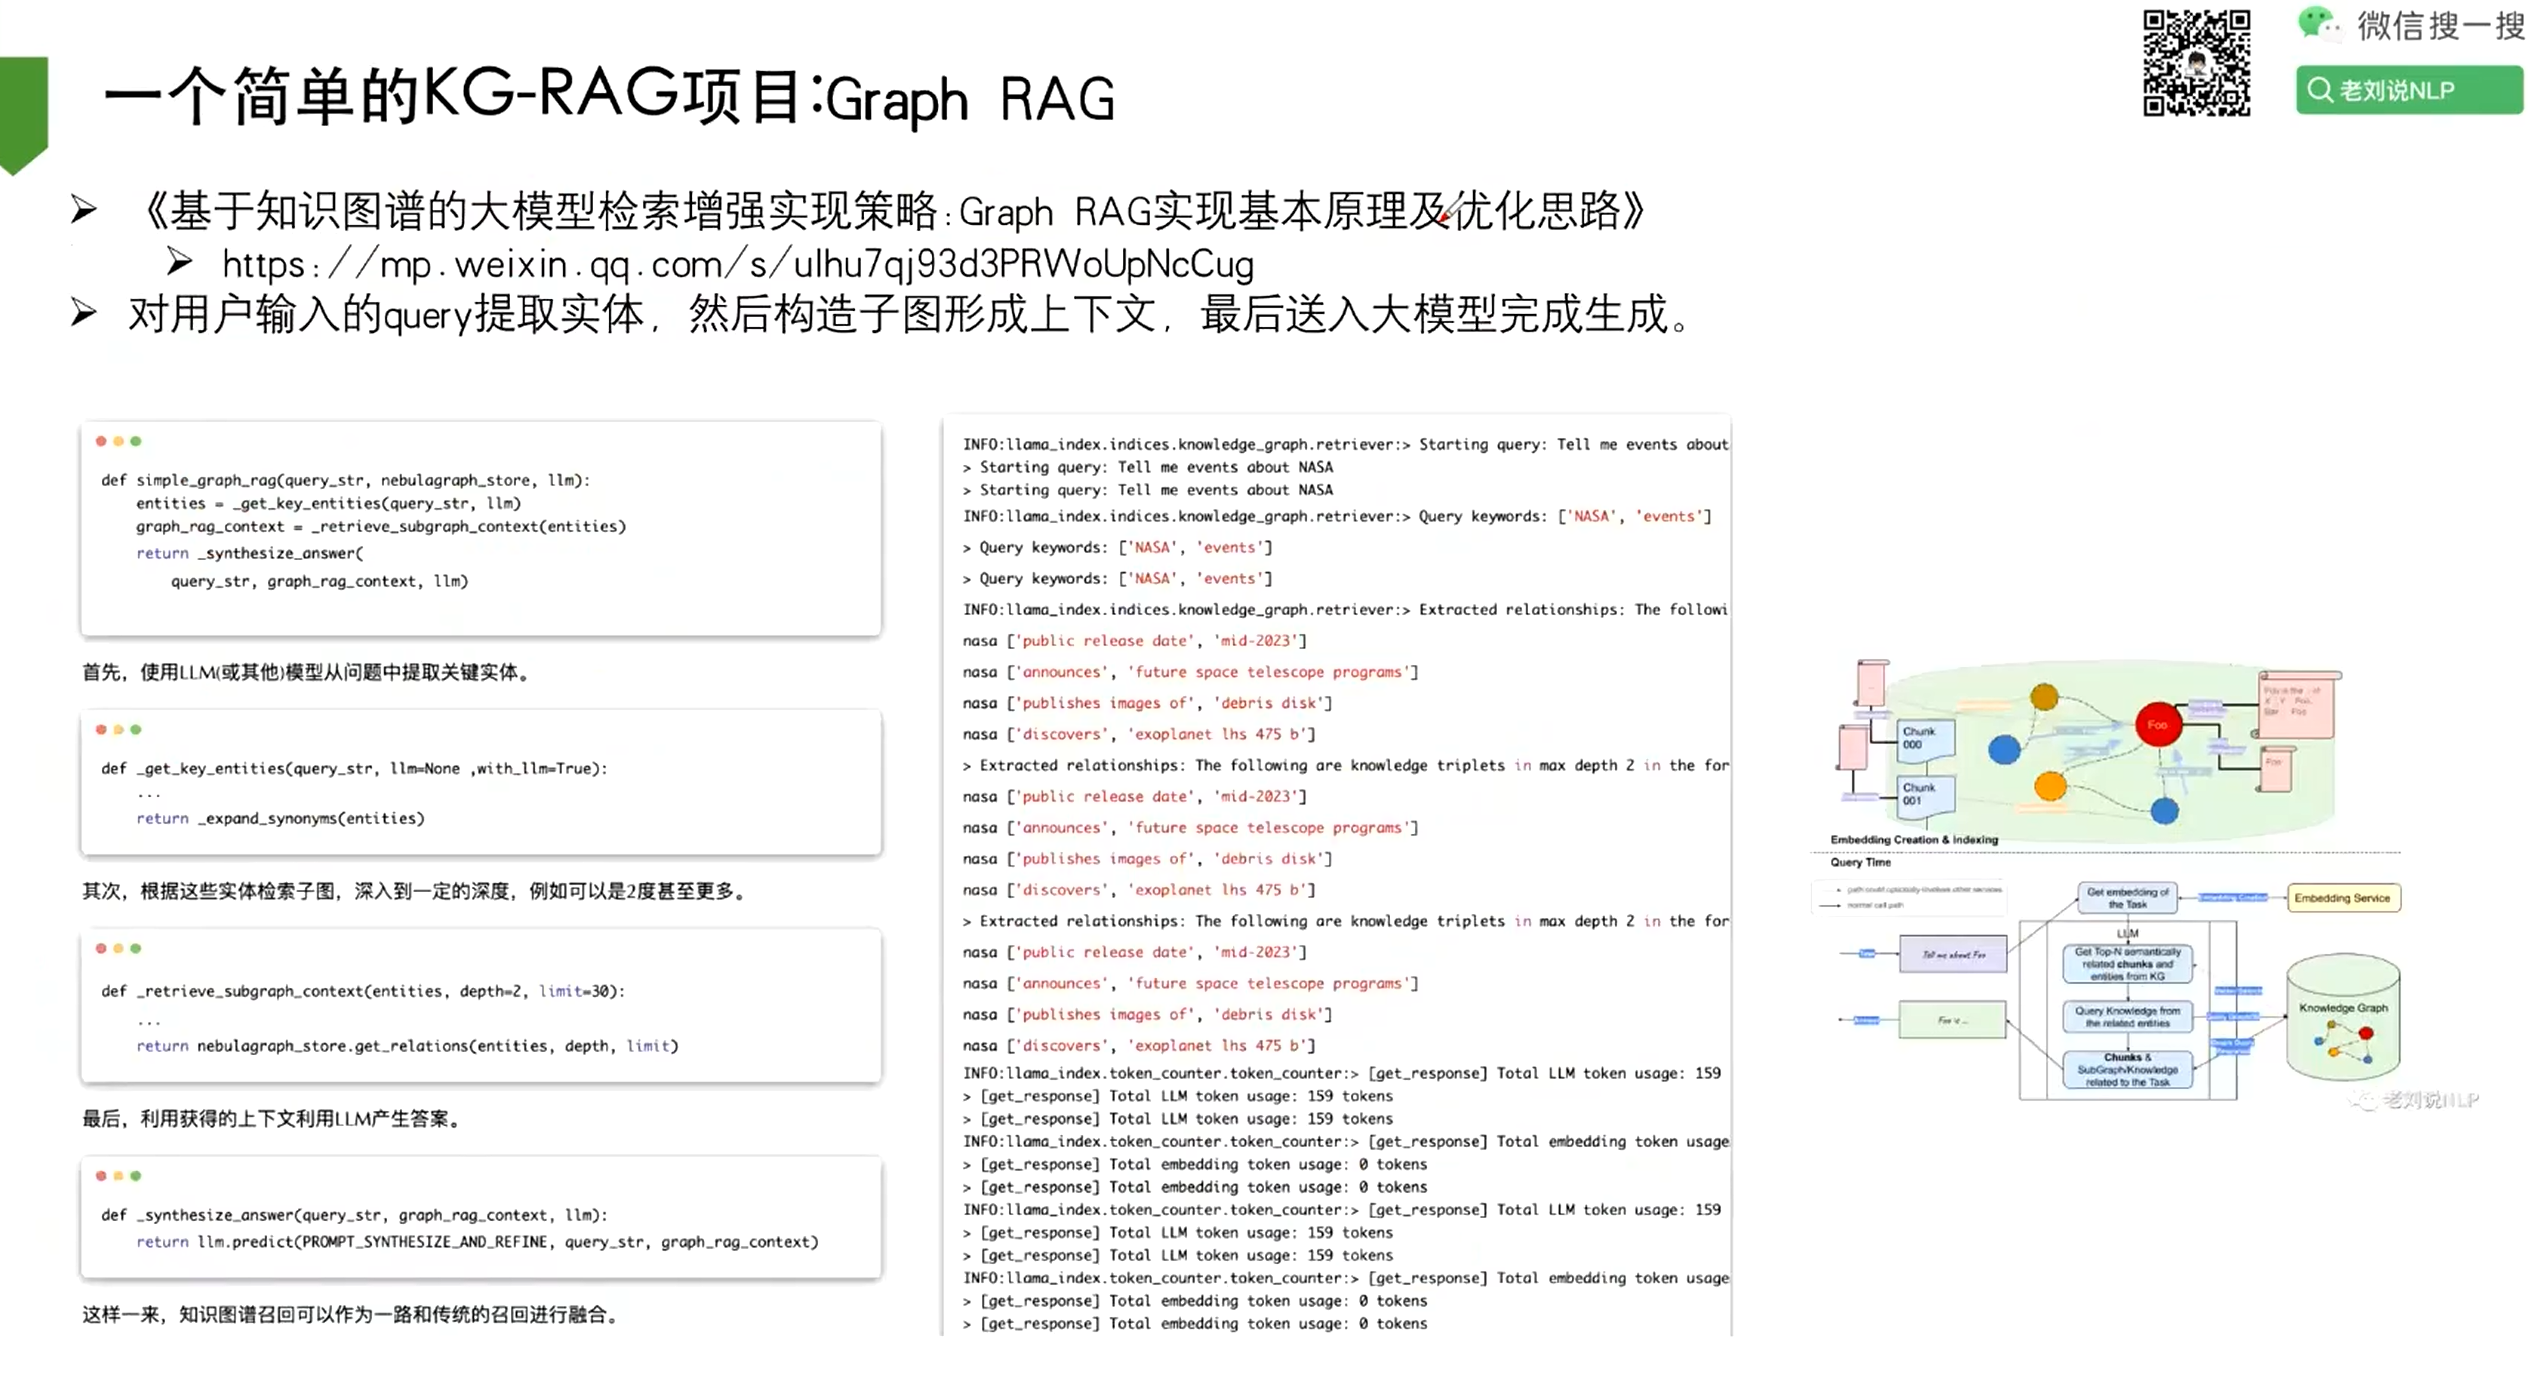 微信搜一搜
老刘说NLP
一个简单的KG-RAG项目:Graph RAG
《基于知识图谱的大模型检索增强实现策略:Graph RAG实现基本原理及优化思路》
https://mp.weixin.qq.com/s/ulhu7qj93d3PRWoUpNcCug
对用户输入的query提取实体, 然后构造子图形成上下文, 最后送入大模型完成生成。
def simple_graph_rag(query_str, nebulagraph_store, llm):
entities = _get_key_entities(query_str, llm)
graph_rag_context = _retrieve_subgraph_context(entities)
return _synthesize_answer(
query_str, graph_rag_context, llm)
首先，使用LLM(或其他)模型从问题中提取关键实体。
def _get_key_entities(query_str, llm=None ,with_llm=True):
...
return _expand_synonyms(entities)
其次，根据这些实体检索子图，深入到一定的深度，例如可以是2度甚至更多。
def _retrieve_subgraph_context(entities, depth=2, limit=30):
...
return nebulagraph_store.get_relations(entities, depth, limit)
最后，利用获得的上下文利用LLM产生答案。
def _synthesize_answer(query_str, graph_rag_context, llm):
return llm.predict(PROMPT_SYNTHESIZE_AND_REFINE, query_str, graph_rag_context)
这样一来，知识图谱召回可以作为一路和传统的召回进行融合。
INFO:llama_index.indices.knowledge_graph.retriever:> Starting query: Tell me events about
> Starting query: Tell me events about NASA
> Starting query: Tell me events about NASA
INFO:llama_index.indices.knowledge_graph.retriever:> Query keywords: ['NASA', 'events']
> Query keywords: ['NASA', 'events']
> Query keywords: ['NASA', 'events']
INFO:llama_index.indices.knowledge_graph.retriever:> Extracted relationships: The followi
nasa ['public release date', 'mid-2023']
nasa ['announces', 'future space telescope programs']
nasa ['publishes images of', 'debris disk']
nasa ['discovers', 'exoplanet lhs 475 b']
> Extracted relationships: The following are knowledge triplets in max depth 2 in the for
nasa ['public release date', 'mid-2023']
nasa ['announces', 'future space telescope programs']
nasa ['publishes images of', 'debris disk']
nasa ['discovers', 'exoplanet lhs 475 b']
> Extracted relationships: The following are knowledge triplets in max depth 2 in the for
nasa ['public release date', 'mid-2023']
nasa ['announces', 'future space telescope programs']
nasa ['publishes images of', 'debris disk']
nasa ['discovers', 'exoplanet lhs 475 b']
INFO:llama_index.token_counter.token_counter:> [get_response] Total LLM token usage: 159
> [get_response] Total LLM token usage: 159 tokens
> [get_response] Total LLM token usage: 159 tokens
INFO:llama_index.token_counter.token_counter:> [get_response] Total embedding token usage
> [get_response] Total embedding token usage: 0 tokens
> [get_response] Total embedding token usage: 0 tokens
INFO:llama_index.token_counter.token_counter:> [get_response] Total LLM token usage: 159
> [get_response] Total LLM token usage: 159 tokens
> [get_response] Total LLM token usage: 159 tokens
INFO:llama_index.token_counter.token_counter:> [get_response] Total embedding token usage
> [get_response] Total embedding token usage: 0 tokens
> [get_response] Total embedding token usage: 0 tokens
Foo
Chunk
000
Chunk
001
Foo
Embedding Creation & Indexing
Query Time
normal call path
Get embedding of
the Task
Embedding Service
LLM
Tell me about Foo
Get Top-N semantically
related chunks and
entities from KG
Foo is ...
Query Knowledge from
the related entities
Knowledge Graph
Chunks &
SubGraph/Knowledge
related to the Task
老刘说NLP